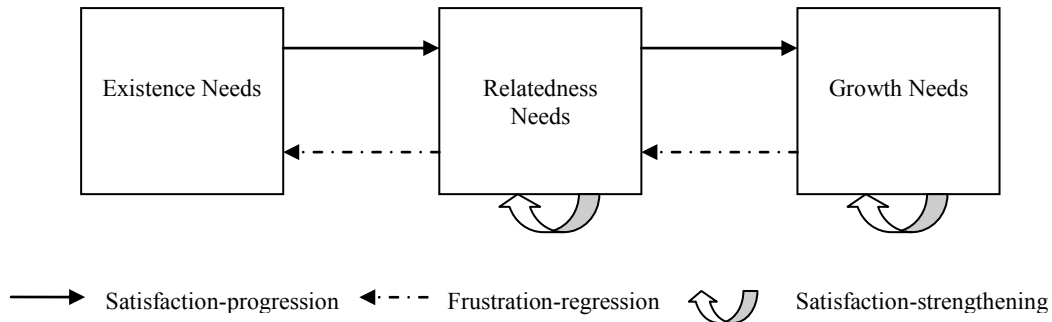 Existence Needs
Relatedness
Needs
Growth Needs
Satisfaction-progression
Frustration-regression
Satisfaction-strengthening